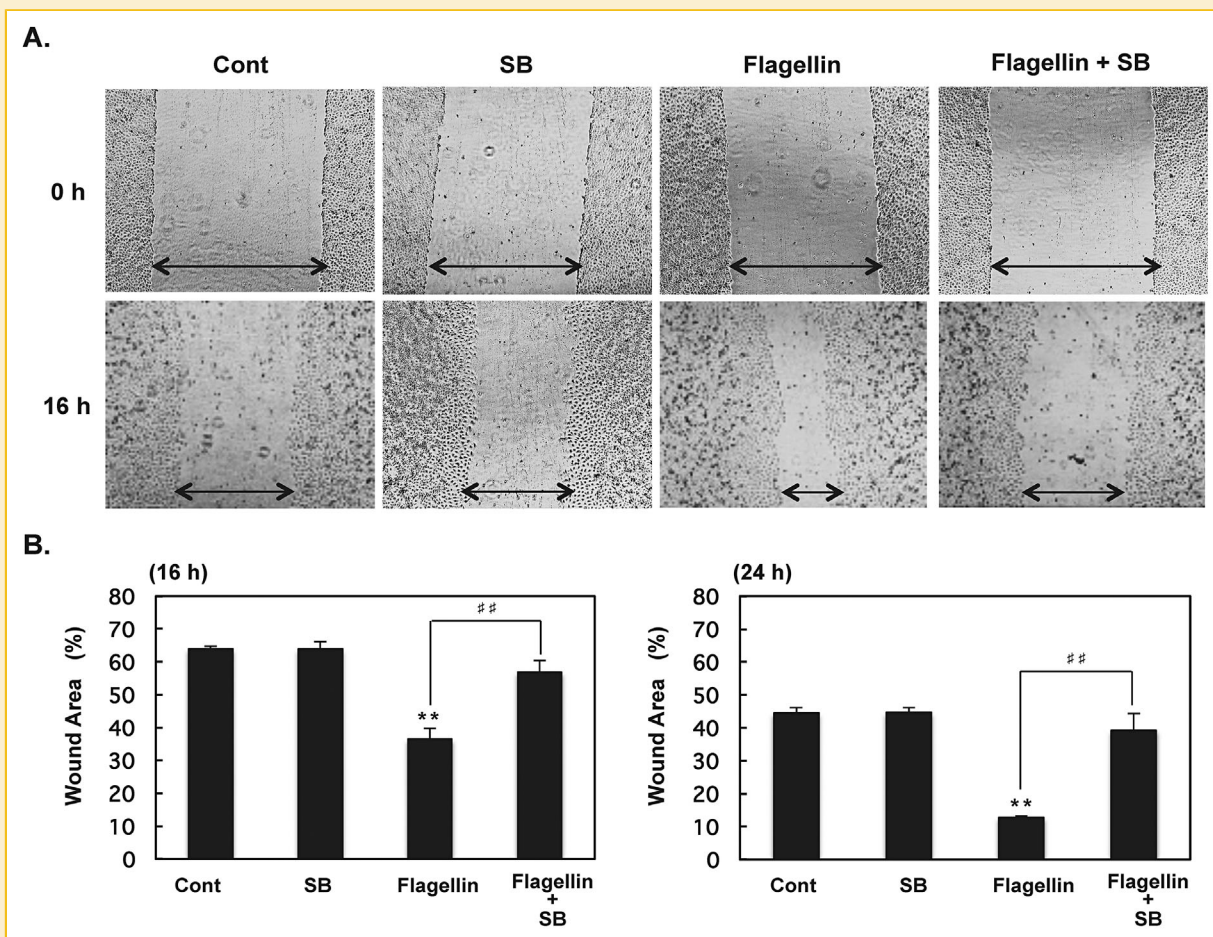 A.
Cont SB Flagellin Flagellin + SB
0 h
16 h
B.
(16 h)
Wound Area (%)
80
70
60
50
40
30
20
10
0
♯♯
**
Cont SB Flagellin Flagellin
+
SB
(24 h)
Wound Area (%)
80
70
60
50
40
30
20
10
0
♯♯
**
Cont SB Flagellin Flagellin
+
SB